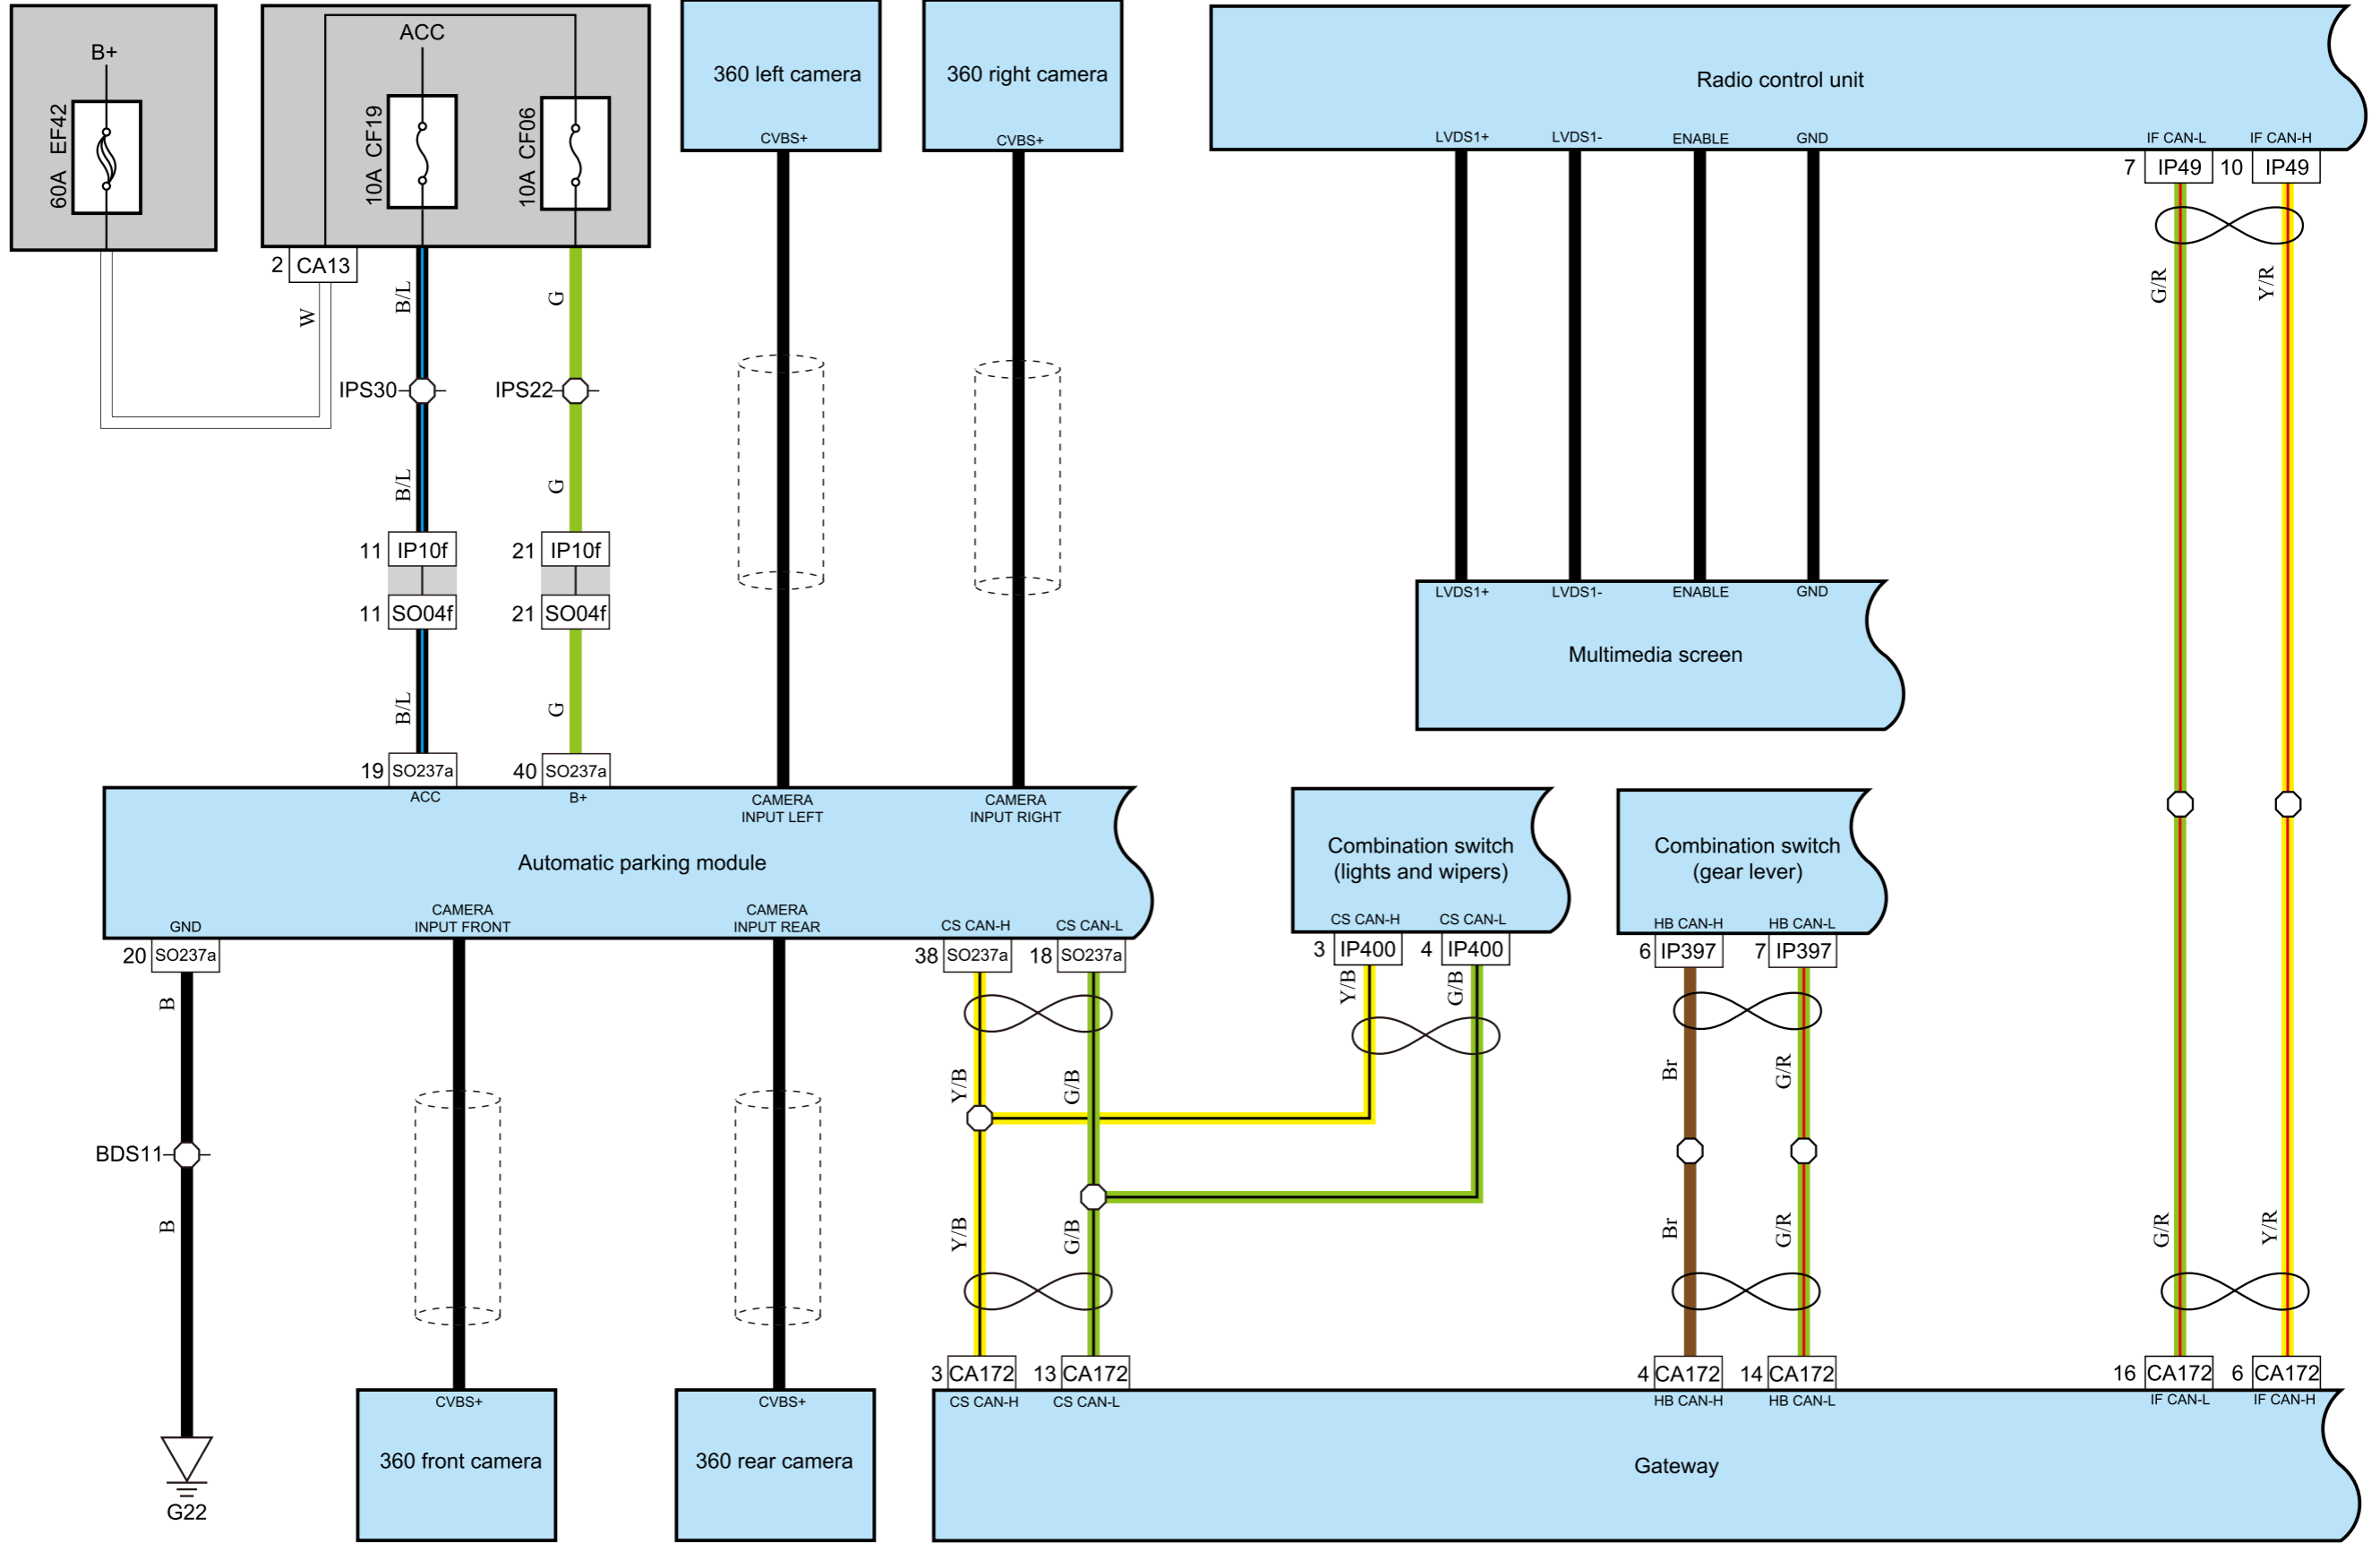 B+
60A EF42
ACC
10A CF19
10A CF06
2 CA13
W
B/L
G
IPS30
IPS22
B/L
G
11 IP10f
21 IP10f
11 SO04f
21 SO04f
B/L
G
19 SO237a
40 SO237a
360 left camera
CVBS+
360 right camera
CVBS+
Radio control unit
LVDS1+
LVDS1-
ENABLE
GND
IF CAN-L
IF CAN-H
7 IP49
10 IP49
G/R
Y/R
LVDS1+
LVDS1-
ENABLE
GND
Multimedia screen
ACC
B+
CAMERA
INPUT LEFT
CAMERA
INPUT RIGHT
Automatic parking module
GND
CAMERA
INPUT FRONT
CAMERA
INPUT REAR
CS CAN-H
CS CAN-L
20 SO237a
38 SO237a
18 SO237a
Combination switch
(lights and wipers)
CS CAN-H
CS CAN-L
3 IP400
4 IP400
Y/B
G/B
Combination switch
(gear lever)
HB CAN-H
HB CAN-L
6 IP397
7 IP397
B
Y/B
G/B
Br
G/R
BDS11
B
Y/B
G/B
Br
G/R
G/R
Y/R
G22
3 CA172
13 CA172
4 CA172
14 CA172
16 CA172
6 CA172
CVBS+
360 front camera
CVBS+
360 rear camera
CS CAN-H
CS CAN-L
HB CAN-H
HB CAN-L
IF CAN-L
IF CAN-H
Gateway